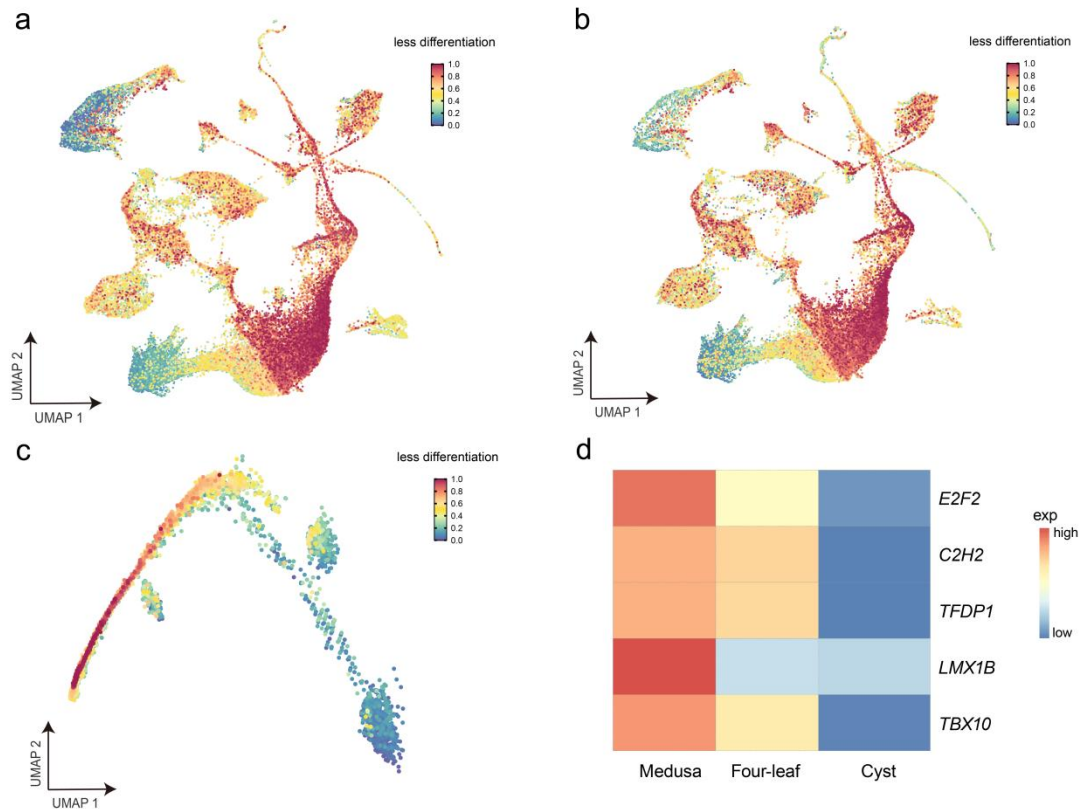 a
less differentiation
1.0
0.8
0.6
0.4
0.2
0.0
UMAP 2
UMAP 1
b
less differentiation
1.0
0.8
0.6
0.4
0.2
0.0
UMAP 2
UMAP 1
c
less differentiation
1.0
0.8
0.6
0.4
0.2
0.0
UMAP 2
UMAP 1
d
E2F2
C2H2
TFDP1
LMX1B
TBX10
exp
high
low
Medusa Four-leaf Cyst